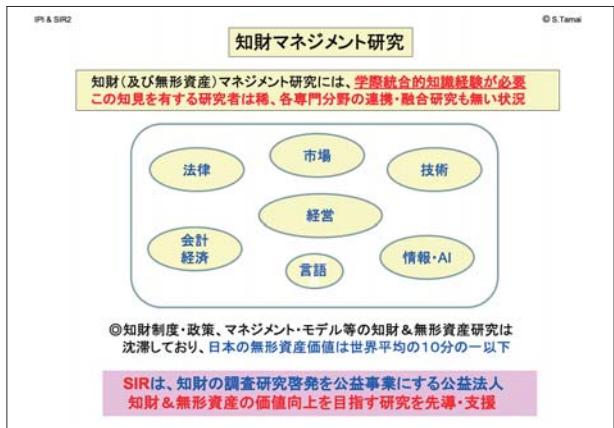 IPI & SIR2
© S.Tamai
知財マネジメント研究
知財(及び無形資産)マネジメント研究には、学際統合的知識経験が必要
この知見を有する研究者は稀、各専門分野の連携・融合研究も無い状況
法律
市場
技術
経営
会計
経済
言語
情報・AI
◎知財制度・政策、マネジメント・モデル等の知財&無形資産研究は
沈滞しており、日本の無形資産価値は世界平均の10分の一以下
SIRは、知財の調査研究啓発を公益事業にする公益法人
知財&無形資産の価値向上を目指す研究を先導・支援